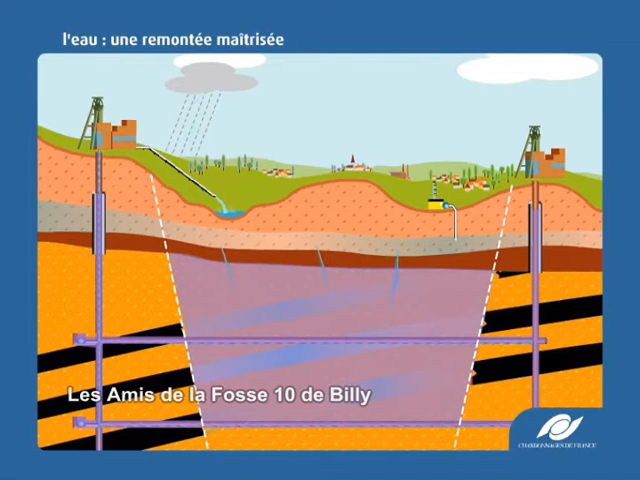 l'eau : une remontée maîtrisée
Les Amis de la Fosse 10 de Billy
CHARBONNAGES DE FRANCE